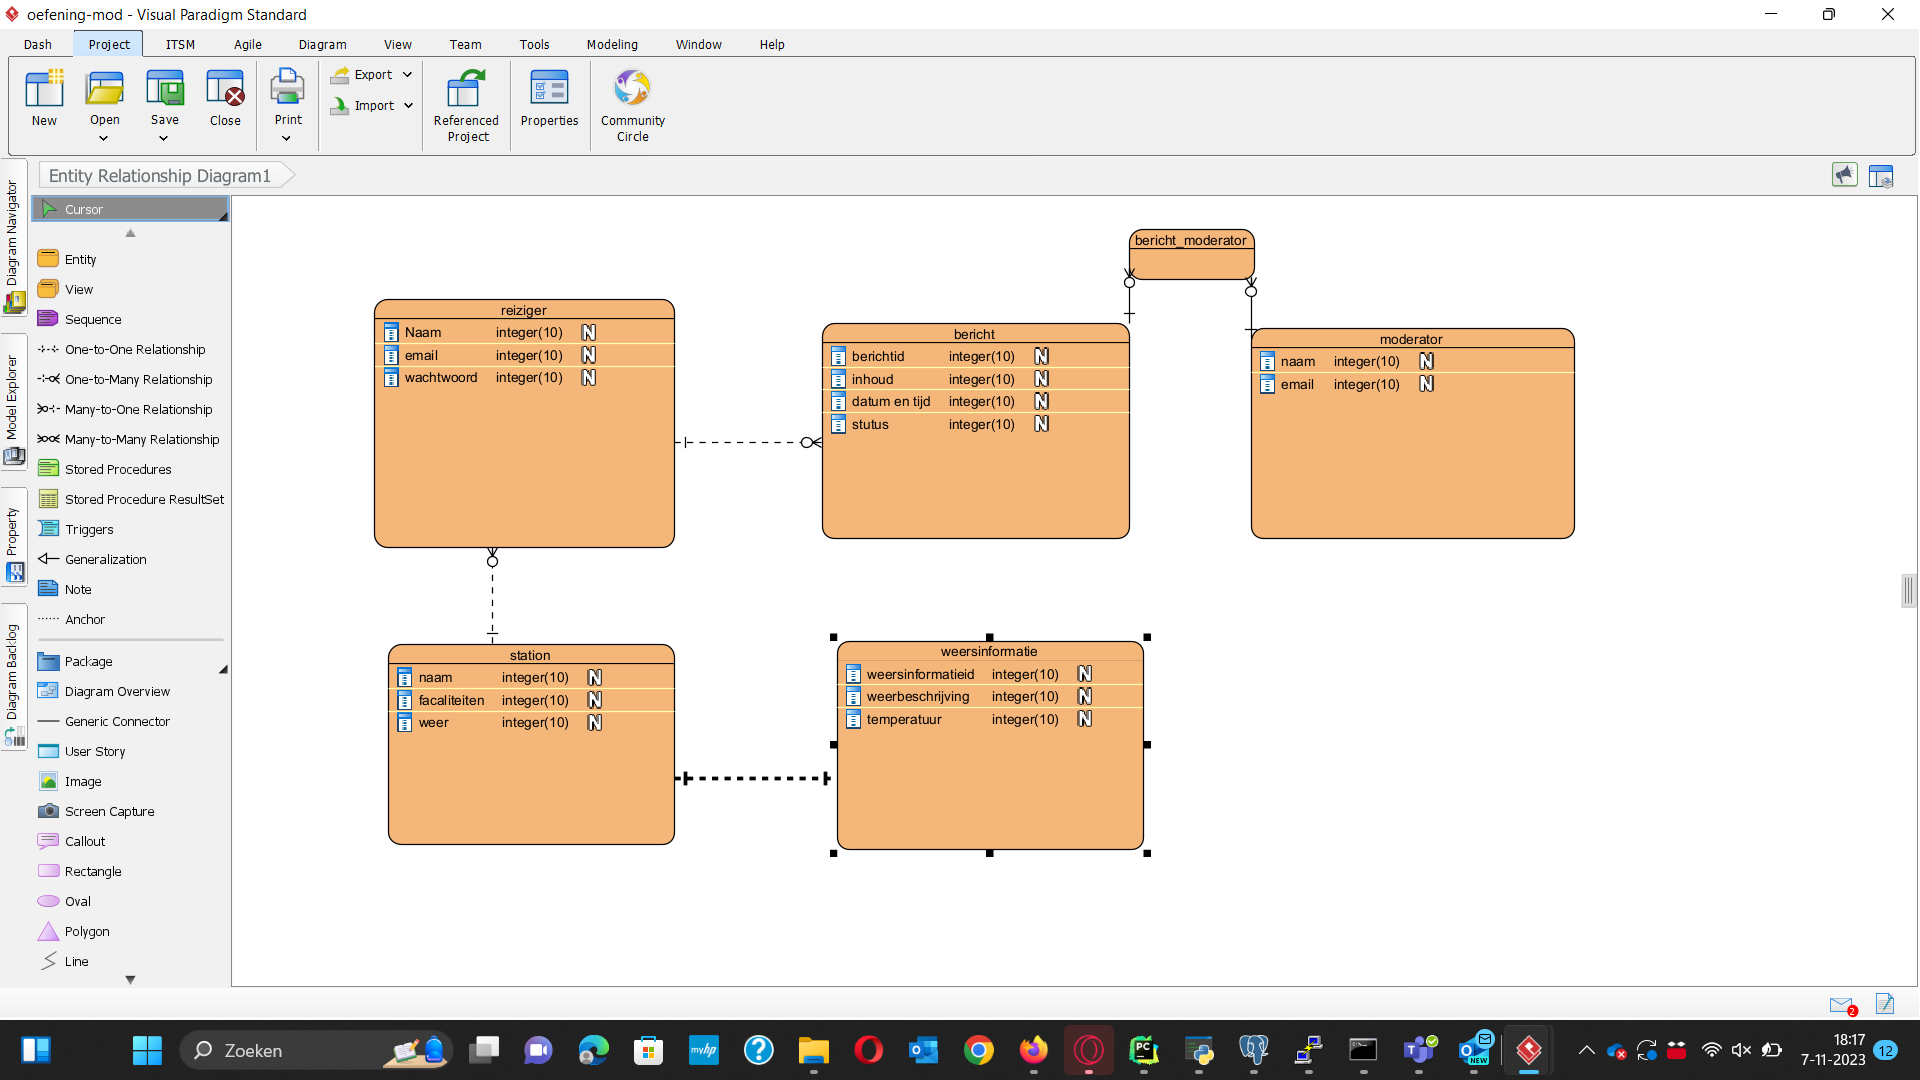 oefening-mod - Visual Paradigm Standard
Dash Project ITSM Agile Diagram View Team Tools Modeling Window Help
New Open Save Close Print Export Import Referenced Project Properties Community Circle
Entity Relationship Diagram1
Diagram Navigator
Model Explorer
Property
Diagram Backlog
Cursor
Entity
View
Sequence
One-to-One Relationship
One-to-Many Relationship
Many-to-One Relationship
Many-to-Many Relationship
Stored Procedures
Stored Procedure ResultSet
Triggers
Generalization
Note
Anchor
Package
Diagram Overview
Generic Connector
User Story
Image
Screen Capture
Callout
Rectangle
Oval
Polygon
Line
bericht_moderator
reiziger
Naam integer(10) N
email integer(10) N
wachtwoord integer(10) N
bericht
berichtid integer(10) N
inhoud integer(10) N
datum en tijd integer(10) N
stutus integer(10) N
moderator
naam integer(10) N
email integer(10) N
station
naam integer(10) N
facaliteiten integer(10) N
weer integer(10) N
weersinformatie
weersinformatieid integer(10) N
weerbeschrijving integer(10) N
temperatuur integer(10) N
2
Zoeken
myhp
PC
NEW
18:17
7-11-2023
12